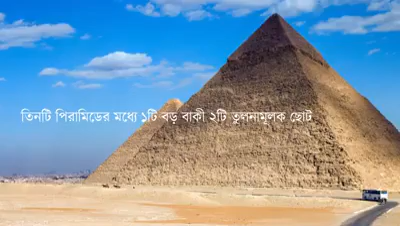 তিনটি পিরামিডের মধ্যে ১টি বড় বাকী ২টি তুলনামুলক ছোট